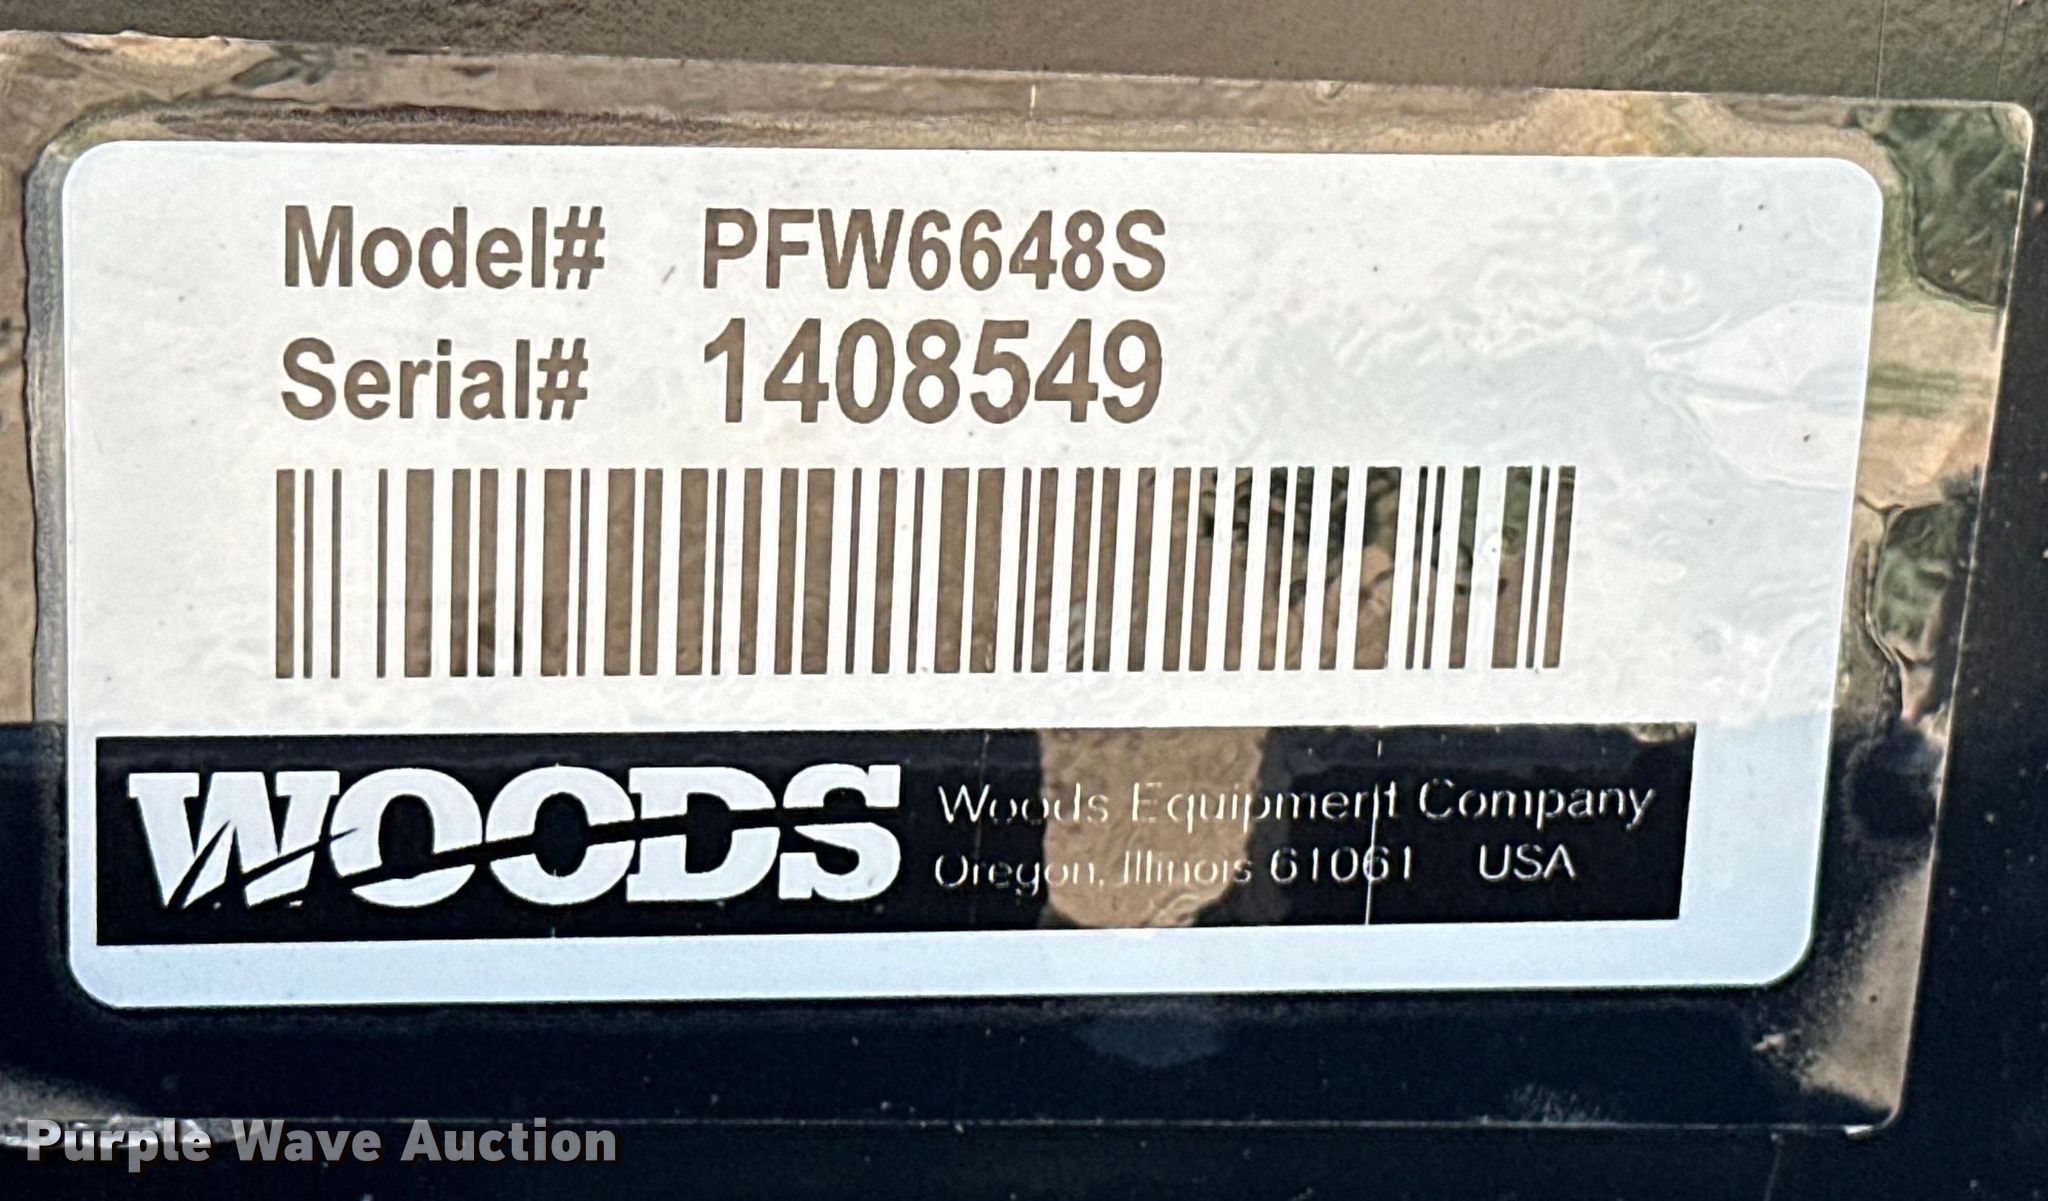 Model# PFW6648S
Serial# 1408549
WOODS
Woods Equipment Company
Oregon, Illinois 61061 USA
Purple Wave Auction